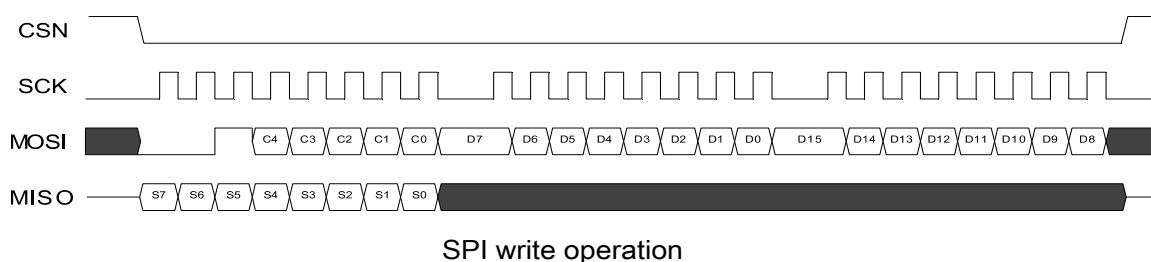 CSN
SCK
MOSI C4 C3 C2 C1 C0 D7 D6 D5 D4 D3 D2 D1 D0 D15 D14 D13 D12 D11 D10 D9 D8
MISO S7 S6 S5 S4 S3 S2 S1 S0
SPI write operation